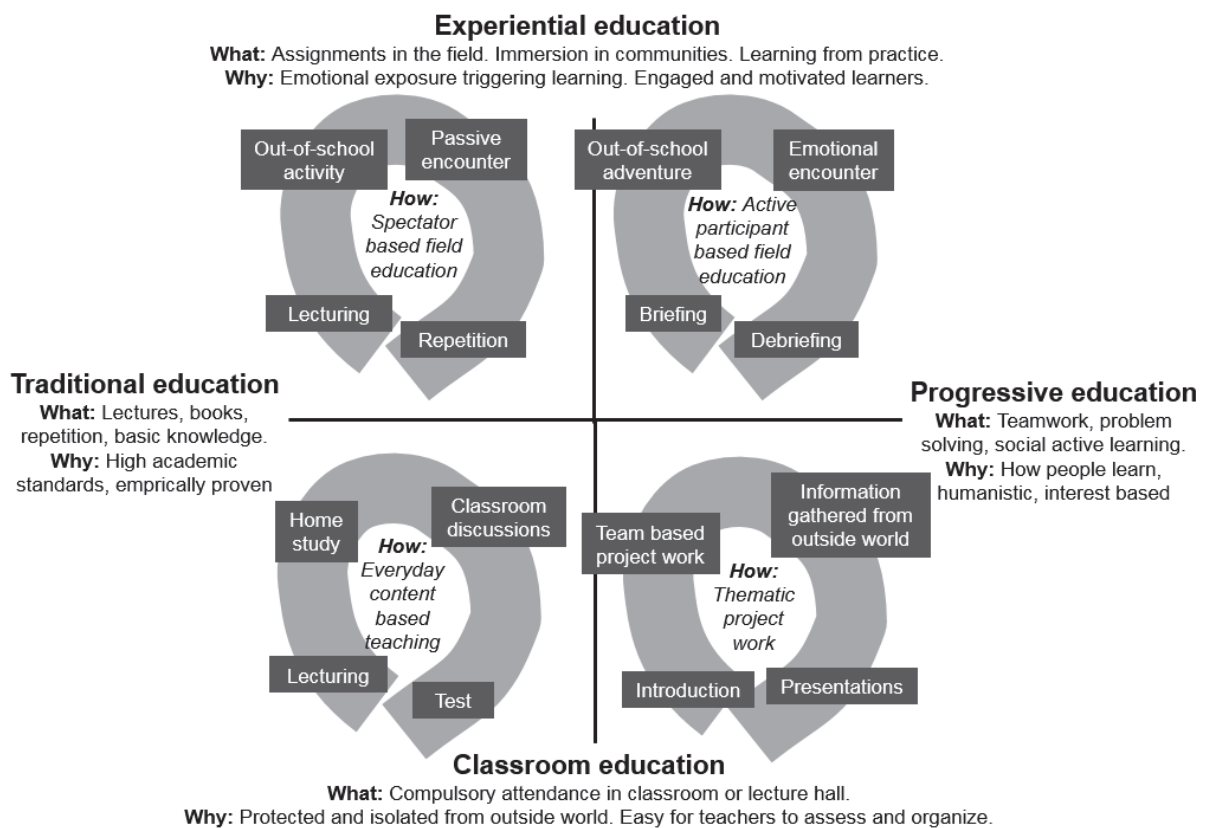 Experiential education
What: Assignments in the field. Immersion in communities. Learning from practice.
Why: Emotional exposure triggering learning. Engaged and motivated learners.
Out-of-school
activity
Passive
encounter
How:
Spectator
based field
education
Lecturing
Repetition
Out-of-school
adventure
Emotional
encounter
How: Active
participant
based field
education
Briefing
Debriefing
Traditional education
What: Lectures, books,
repetition, basic knowledge.
Why: High academic
standards, emprically proven
Progressive education
What: Teamwork, problem
solving, social active learning.
Why: How people learn,
humanistic, interest based
Home
study
Classroom
discussions
How:
Everyday
content
based
teaching
Lecturing
Test
Team based
project work
Information
gathered from
outside world
How:
Thematic
project
work
Introduction
Presentations
Classroom education
What: Compulsory attendance in classroom or lecture hall.
Why: Protected and isolated from outside world. Easy for teachers to assess and organize.